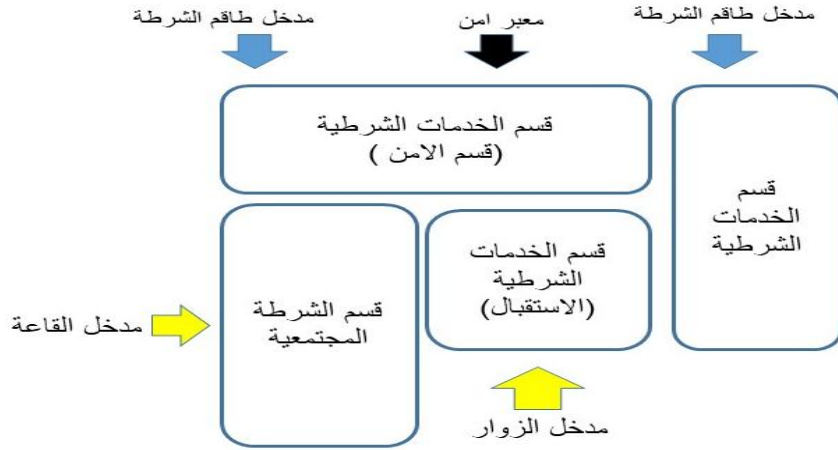 مدخل طاقم الشرطة
معبر امن
مدخل طاقم الشرطة
قسم الخدمات الشرطية
(قسم الامن )
قسم
الخدمات
الشرطية
قسم الخدمات
الشرطية
(الاستقبال)
قسم الشرطة
المجتمعية
مدخل القاعة
مدخل الزوار